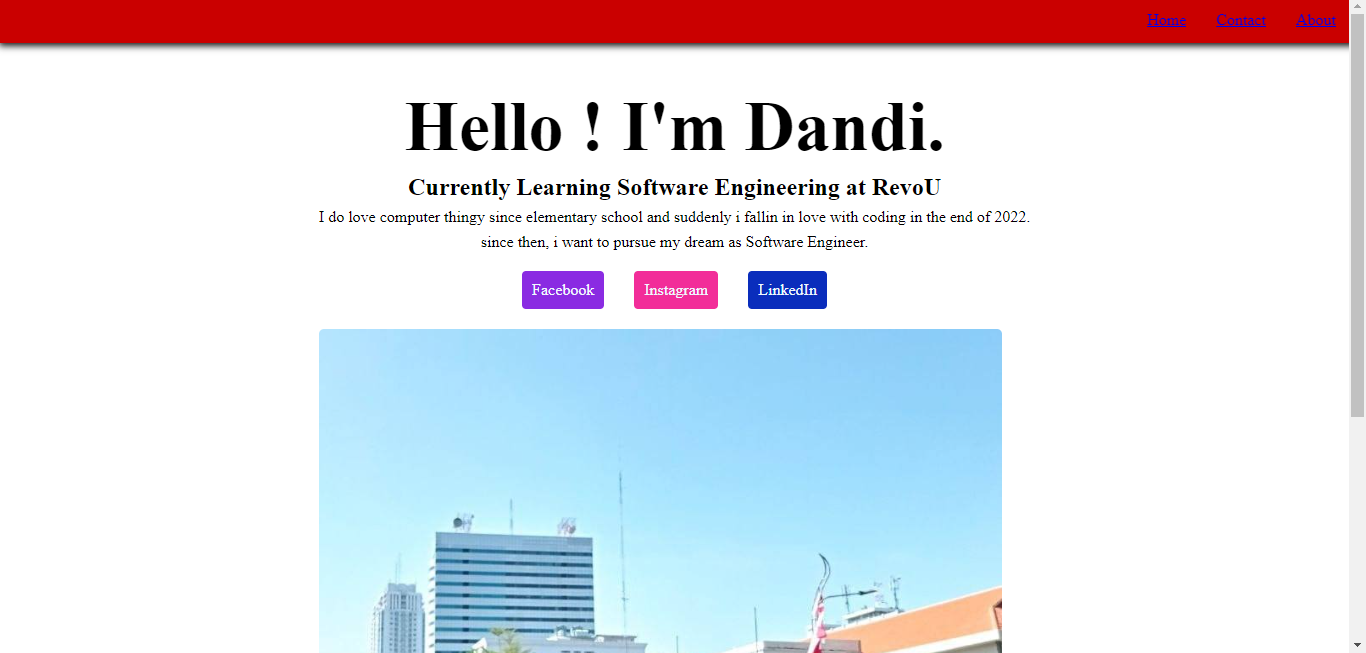 Home Contact About
Hello ! I'm Dandi.
Currently Learning Software Engineering at RevoU
I do love computer thingy since elementary school and suddenly i fallin in love with coding in the end of 2022.
since then, i want to pursue my dream as Software Engineer.
Facebook Instagram LinkedIn